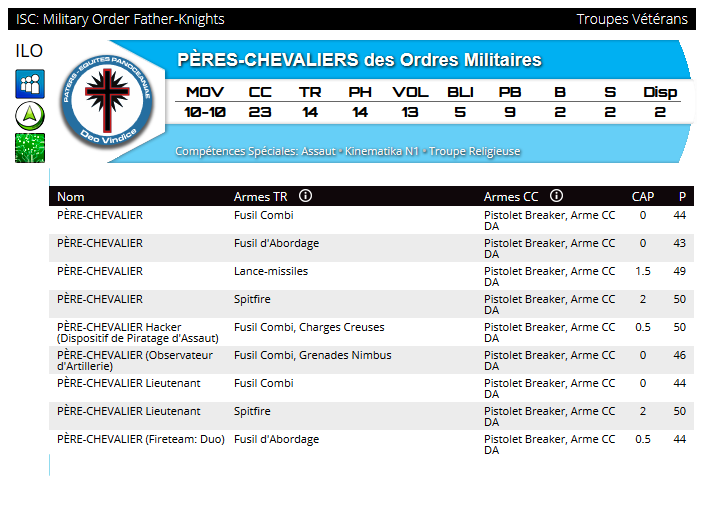 ISC: Military Order Father-Knights
Troupes Vétérans
ILO
PATERS-EQUITES PANOCEANIAE
Deo Vindice
PÈRES-CHEVALIERS des Ordres Militaires
MOV CC TR PH VOL BLI PB B S Disp
10-10 23 14 14 13 5 9 2 2 2
Compétences Spéciales: Assaut • Kinematika N1 • Troupe Religieuse
Nom Armes TR Armes CC CAP P
PÈRE-CHEVALIER Fusil Combi Pistolet Breaker, Arme CC 0 44
DA
PÈRE-CHEVALIER Fusil d'Abordage Pistolet Breaker, Arme CC 0 43
DA
PÈRE-CHEVALIER Lance-missiles Pistolet Breaker, Arme CC 1.5 49
DA
PÈRE-CHEVALIER Spitfire Pistolet Breaker, Arme CC 2 50
DA
PÈRE-CHEVALIER Hacker Fusil Combi, Charges Creuses Pistolet Breaker, Arme CC 0.5 50
(Dispositif de Piratage d'Assaut) DA
PÈRE-CHEVALIER (Observateur Fusil Combi, Grenades Nimbus Pistolet Breaker, Arme CC 0 46
d'Artillerie) DA
PÈRE-CHEVALIER Lieutenant Fusil Combi Pistolet Breaker, Arme CC 0 44
DA
PÈRE-CHEVALIER Lieutenant Spitfire Pistolet Breaker, Arme CC 2 50
DA
PÈRE-CHEVALIER (Fireteam: Duo) Fusil d'Abordage Pistolet Breaker, Arme CC 0.5 44
DA